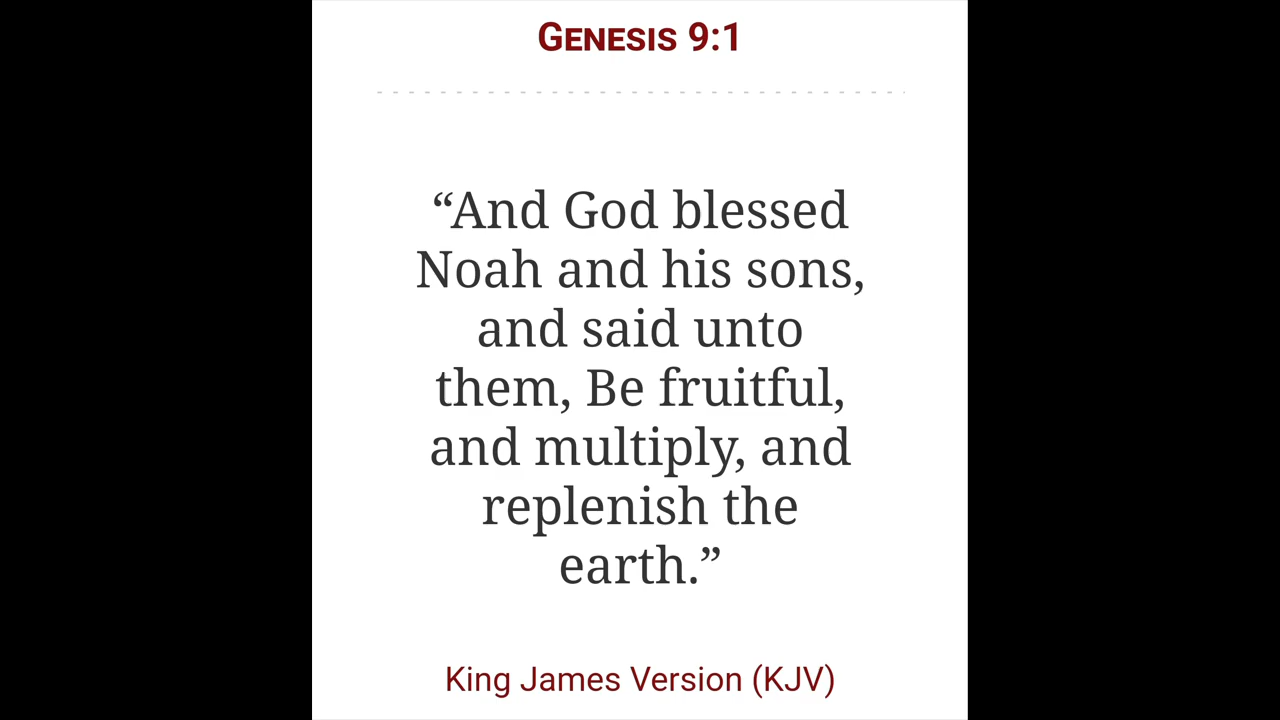 GENESIS 9:1
“And God blessed
Noah and his sons,
and said unto
them, Be fruitful,
and multiply, and
replenish the
earth.”
King James Version (KJV)